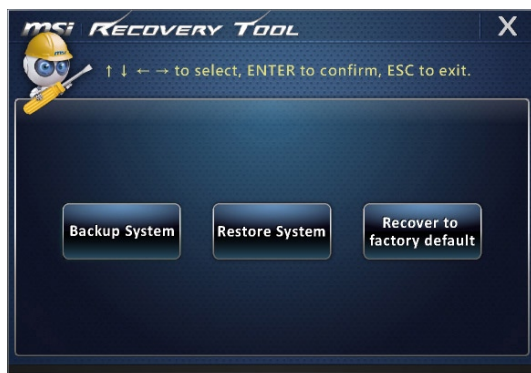 msi RECOVERY TOOL X
↑ ↓ ← → to select, ENTER to confirm, ESC to exit.
Backup System
Restore System
Recover to
factory default